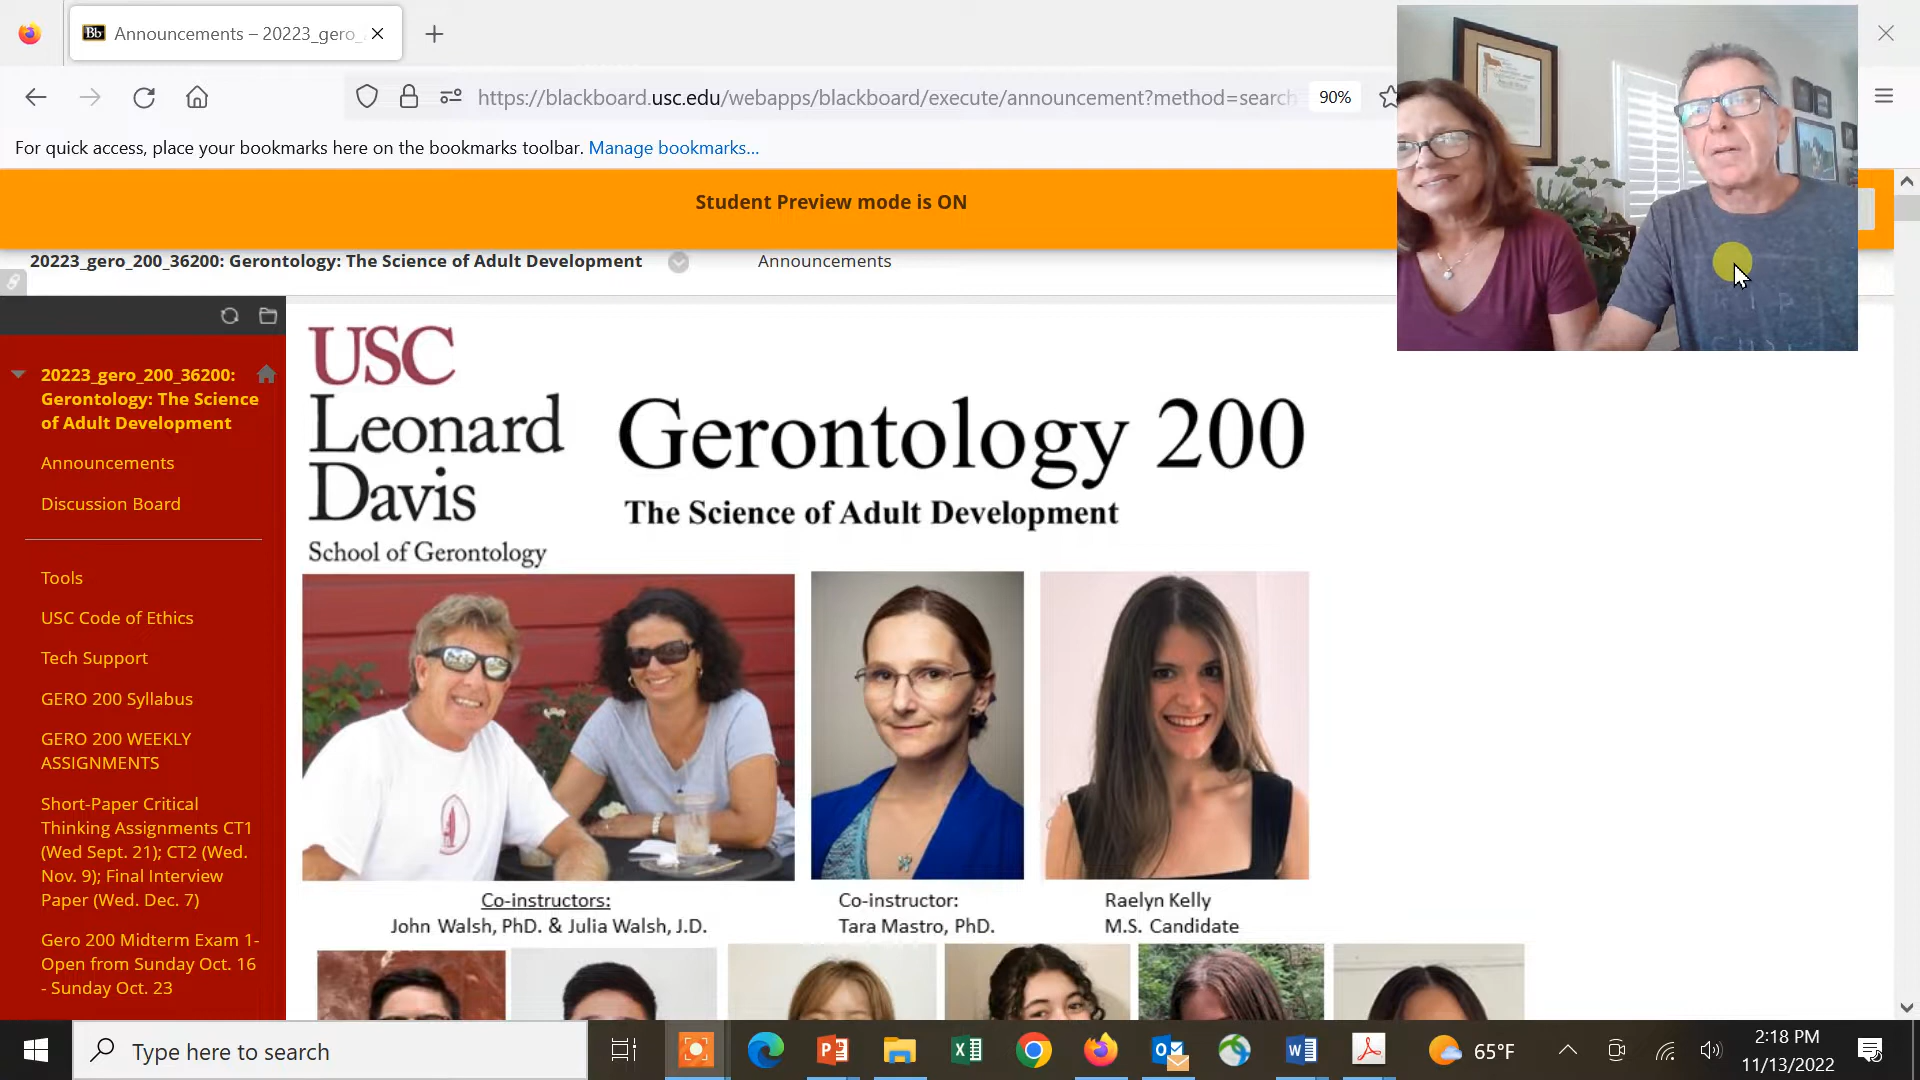 Bb Announcements – 20223_gero_
https://blackboard.usc.edu/webapps/blackboard/execute/announcement?method=search
90%
For quick access, place your bookmarks here on the bookmarks toolbar. Manage bookmarks...
Student Preview mode is ON
20223_gero_200_36200: Gerontology: The Science of Adult Development
Announcements
20223_gero_200_36200:
Gerontology: The Science
of Adult Development
Announcements
Discussion Board
Tools
USC Code of Ethics
Tech Support
GERO 200 Syllabus
GERO 200 WEEKLY
ASSIGNMENTS
Short-Paper Critical
Thinking Assignments CT1
(Wed Sept. 21); CT2 (Wed.
Nov. 9); Final Interview
Paper (Wed. Dec. 7)
Gero 200 Midterm Exam 1-
Open from Sunday Oct. 16
- Sunday Oct. 23
USC
Leonard
Davis
School of Gerontology
Gerontology 200
The Science of Adult Development
Co-instructors:
John Walsh, PhD. & Julia Walsh, J.D.
Co-instructor:
Tara Mastro, PhD.
Raelyn Kelly
M.S. Candidate
Type here to search
65°F
2:18 PM
11/13/2022